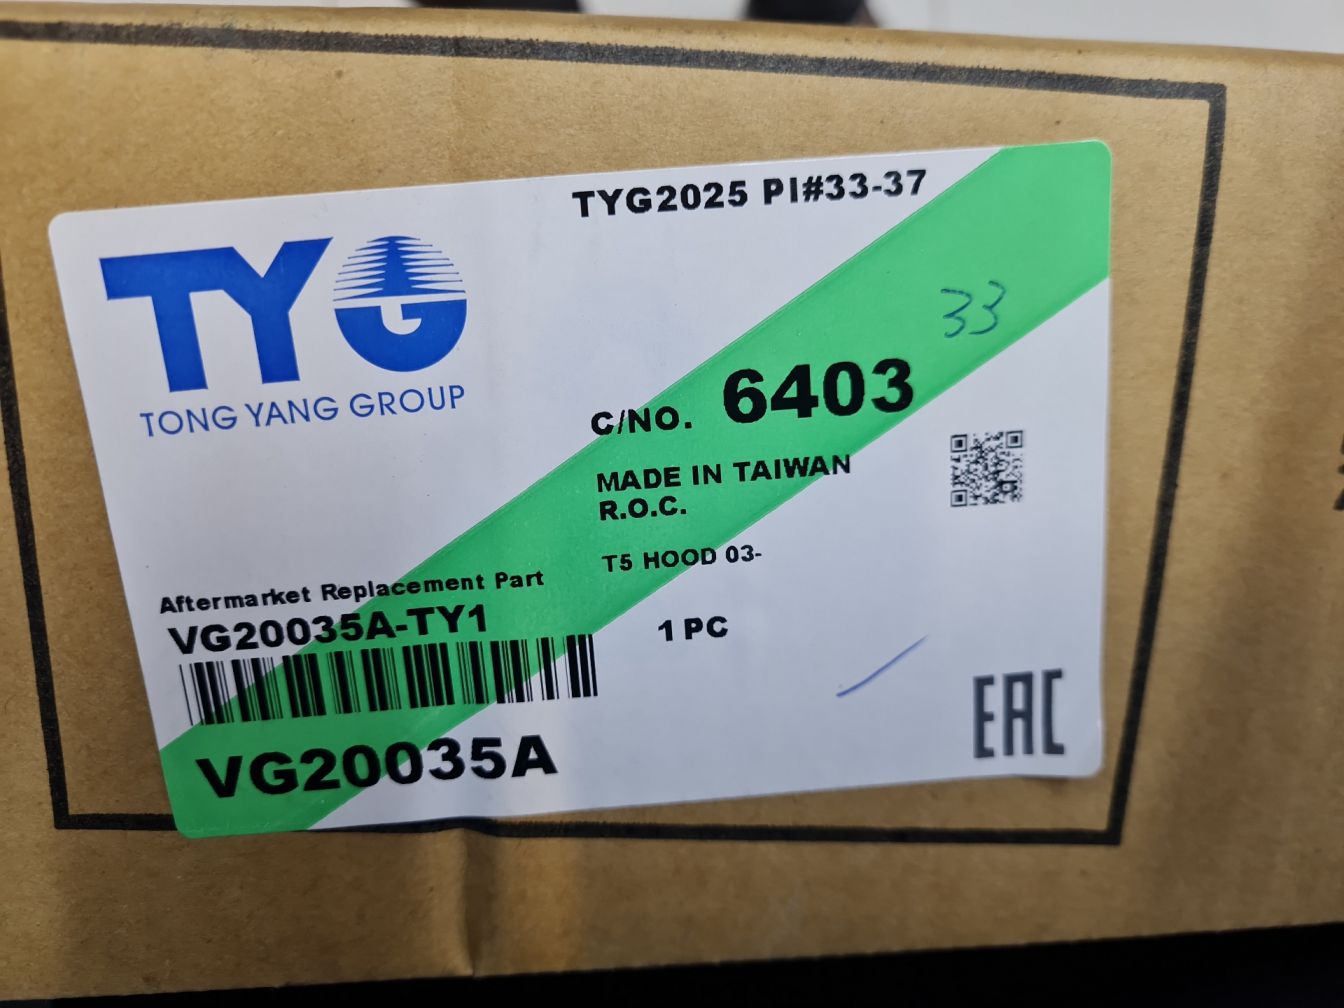 TYG2025 PI#33-37
TYG
TONG YANG GROUP
33
C/NO. 6403
MADE IN TAIWAN
R.O.C.
T5 HOOD 03-
Aftermarket Replacement Part
VG20035A-TY1
1 PC
VG20035A
EAC